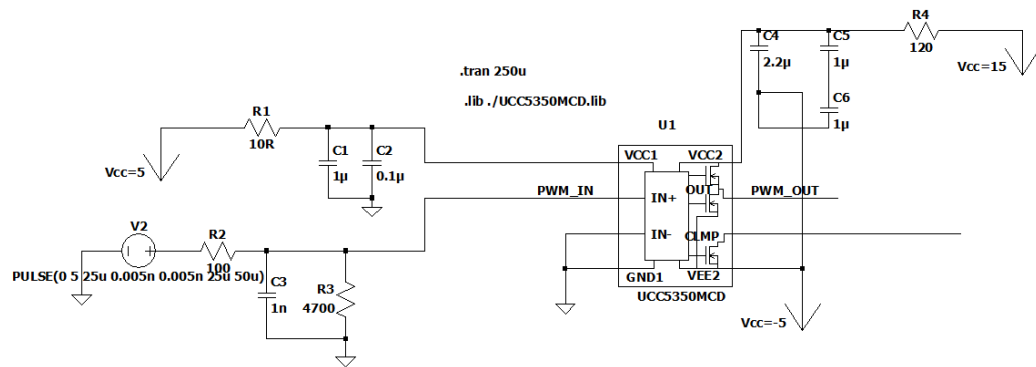 R4
120
Vcc=15
C4
2.2µ
C5
1µ
C6
1µ
.tran 250u
.lib ./UCC5350MCD.lib
R1
10R
Vcc=5
C1
1µ
C2
0.1µ
U1
VCC1
VCC2
PWM_IN
IN+
OUT
PWM_OUT
IN-
CLMP
GND1
VEE2
UCC5350MCD
V2
R2
100
PULSE(0 5 25u 0.005n 0.005n 25u 50u)
C3
1n
R3
4700
Vcc=-5